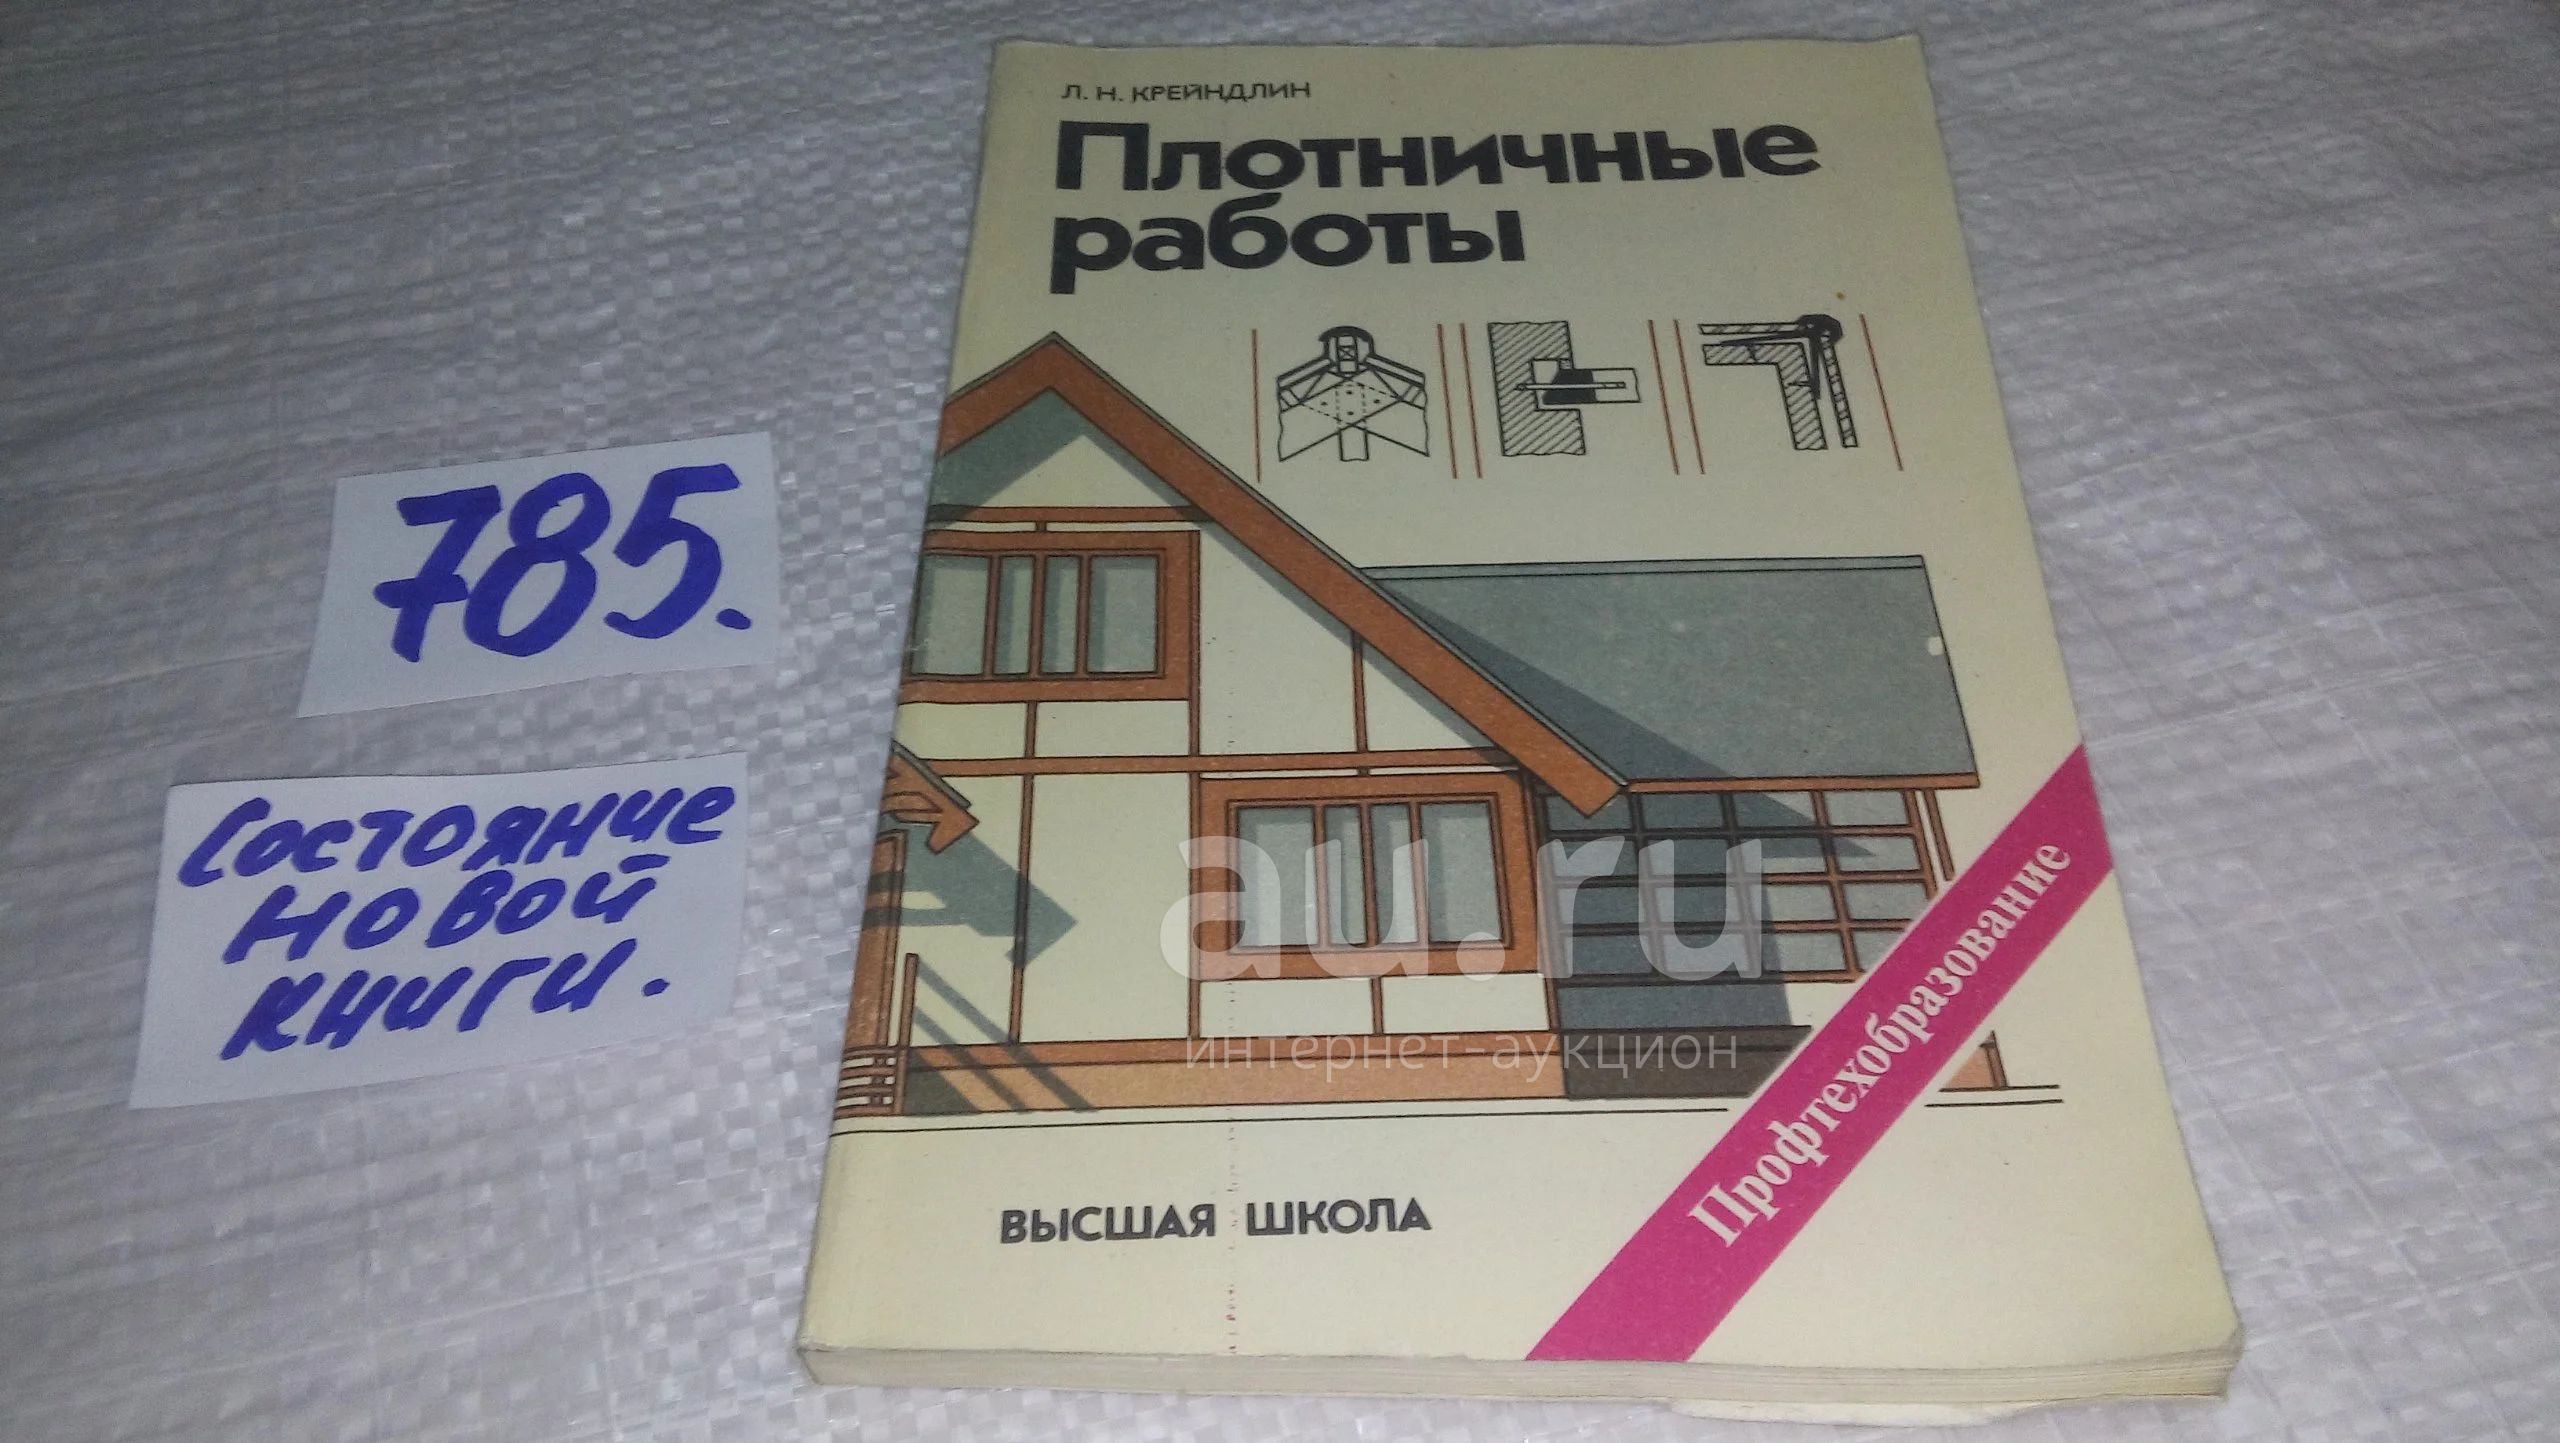 Л. Н. КРЕЙНДЛИН
Плотничные
работы
785.
Состояние
новой
книги.
au.ru
интернет-аукцион
Профтехобразование
ВЫСШАЯ ШКОЛА